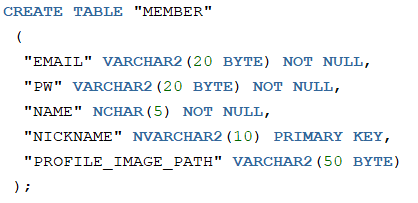 CREATE TABLE "MEMBER"
(
"EMAIL" VARCHAR2(20 BYTE) NOT NULL,
"PW" VARCHAR2(20 BYTE) NOT NULL,
"NAME" NCHAR(5) NOT NULL,
"NICKNAME" NVARCHAR2(10) PRIMARY KEY,
"PROFILE_IMAGE_PATH" VARCHAR2(50 BYTE)
);